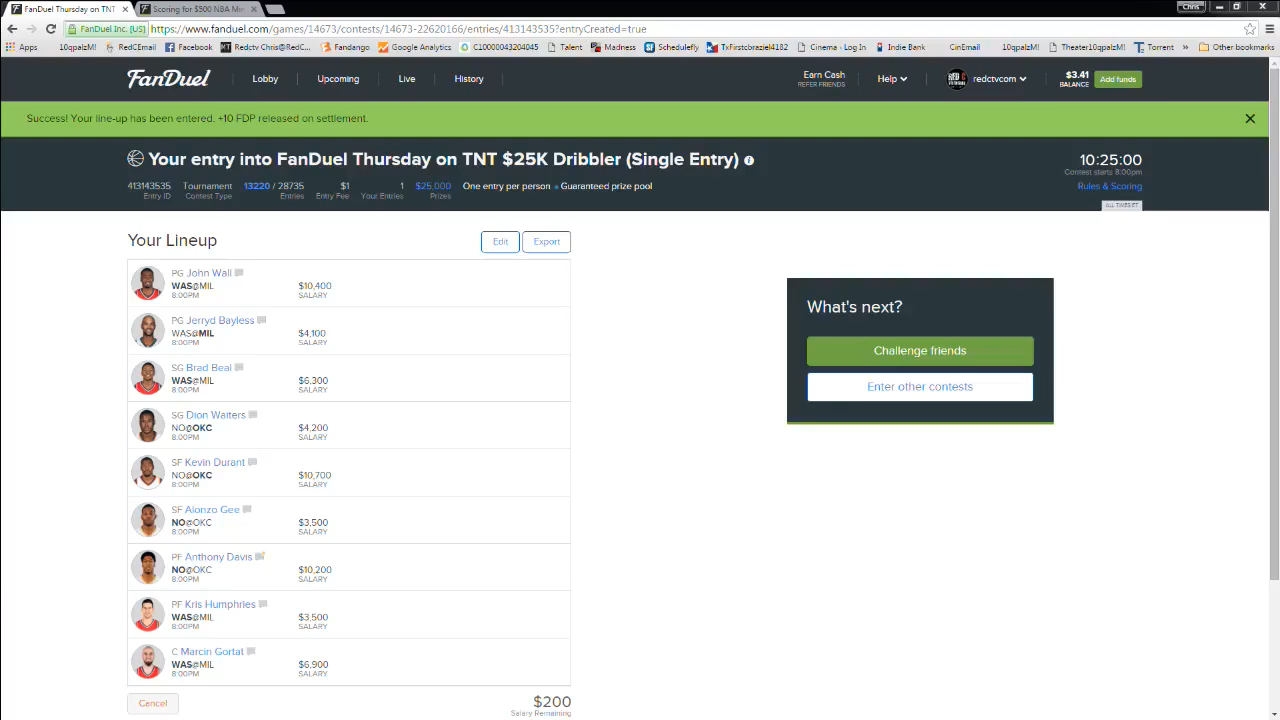 FanDuel Thursday on TNT
Scoring for $500 NBA Mi
Chris
FanDuel Inc. [US]
https://www.fanduel.com/games/14673/contests/14673-22620166/entries/413143535?entryCreated=true
Apps
10qpalzM!
RedCEmail
Facebook
Redctv Chris@RedC...
Fandango
Google Analytics
C10000043204045
Talent
Madness
Schedulefly
TxFirstcbraziel4182
Cinema ‹ Log In
Indie Bank
CinEmail
Theater10qpalzM!
Torrent
»
Other bookmarks
FanDuel
Lobby
Upcoming
Live
History
Earn Cash
REFER FRIENDS
Help
redctvcom
$3.41
BALANCE
Add funds
Success! Your line-up has been entered. +10 FDP released on settlement.
Your entry into FanDuel Thursday on TNT $25K Dribbler (Single Entry)
10:25:00
Contest starts 8:00pm
413143535
Entry ID
Tournament
Contest Type
13220 / 28735
Entries
$1
Entry Fee
1
Your Entries
$25,000
Prizes
One entry per person
Guaranteed prize pool
Rules & Scoring
ALL TIMES ET
Your Lineup
Edit
Export
PG John Wall
WAS@MIL
8:00PM
$10,400
SALARY
PG Jerryd Bayless
WAS@MIL
8:00PM
$4,100
SALARY
SG Brad Beal
WAS@MIL
8:00PM
$6,300
SALARY
SG Dion Waiters
NO@OKC
8:00PM
$4,200
SALARY
SF Kevin Durant
NO@OKC
8:00PM
$10,700
SALARY
SF Alonzo Gee
NO@OKC
8:00PM
$3,500
SALARY
PF Anthony Davis
NO@OKC
8:00PM
$10,200
SALARY
PF Kris Humphries
WAS@MIL
8:00PM
$3,500
SALARY
C Marcin Gortat
WAS@MIL
8:00PM
$6,900
SALARY
Cancel
$200
Salary Remaining
What's next?
Challenge friends
Enter other contests